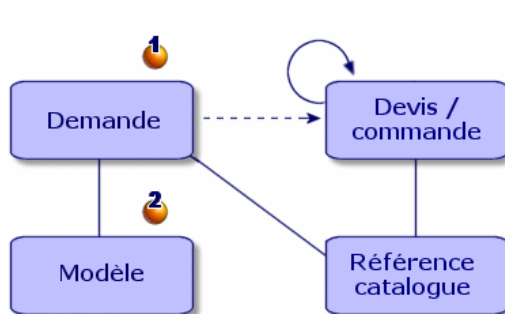 1
Demande
Devis /
commande
2
Modèle
Référence
catalogue